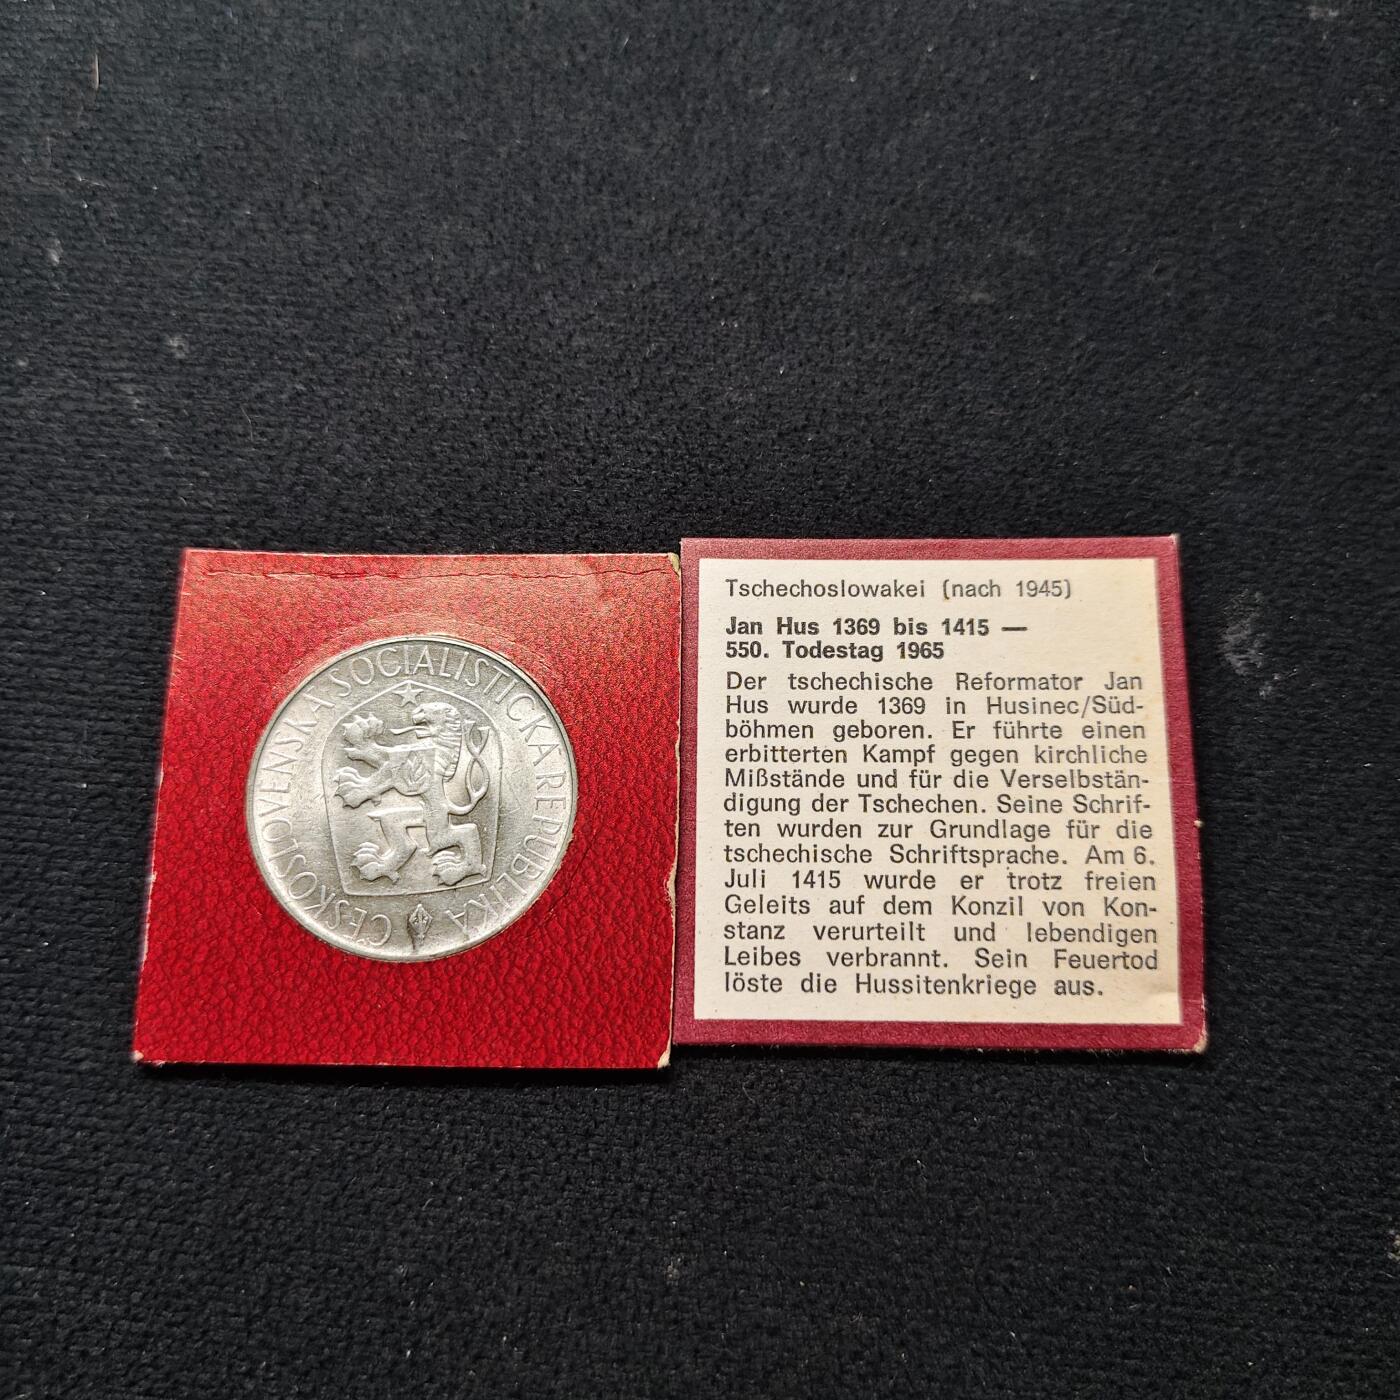 ČESKOSLOVENSKÁ SOCIALISTICKÁ REPUBLIKA
Tschechoslowakei (nach 1945)
Jan Hus 1369 bis 1415 —
550. Todestag 1965
Der tschechische Reformator Jan
Hus wurde 1369 in Husinec/Süd-
böhmen geboren. Er führte einen
erbitterten Kampf gegen kirchliche
Mißstände und für die Verselbstän-
digung der Tschechen. Seine Schrif-
ten wurden zur Grundlage für die
tschechische Schriftsprache. Am 6.
Juli 1415 wurde er trotz freien
Geleits auf dem Konzil von Kon-
stanz verurteilt und lebendigen
Leibes verbrannt. Sein Feuertod
löste die Hussitenkriege aus.